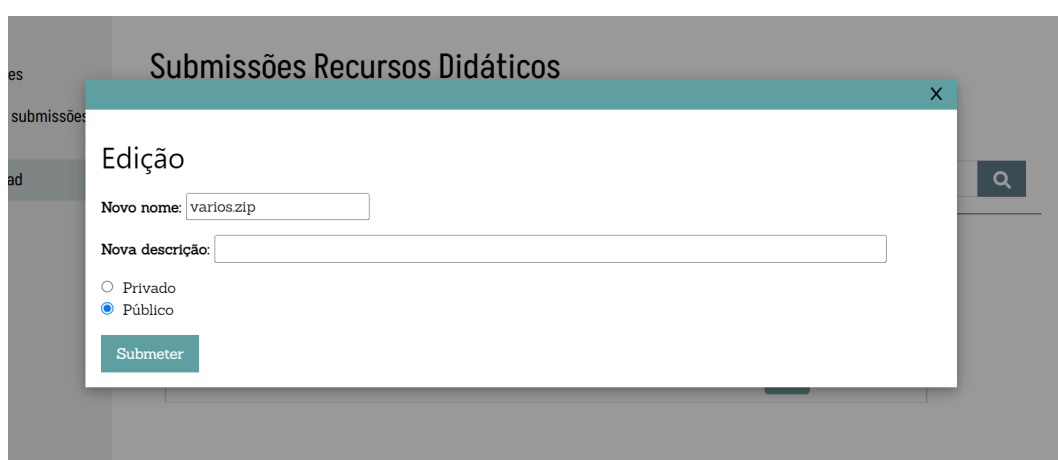 Submissões Recursos Didáticos
es
submissões
ad
X
Edição
Novo nome: varios.zip
Nova descrição:
Privado
Público
Submeter